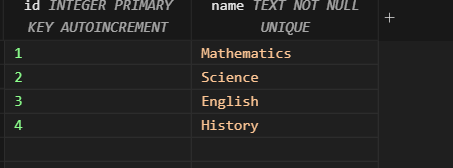 id INTEGER PRIMARY KEY AUTOINCREMENT
name TEXT NOT NULL UNIQUE
+
1 Mathematics
2 Science
3 English
4 History